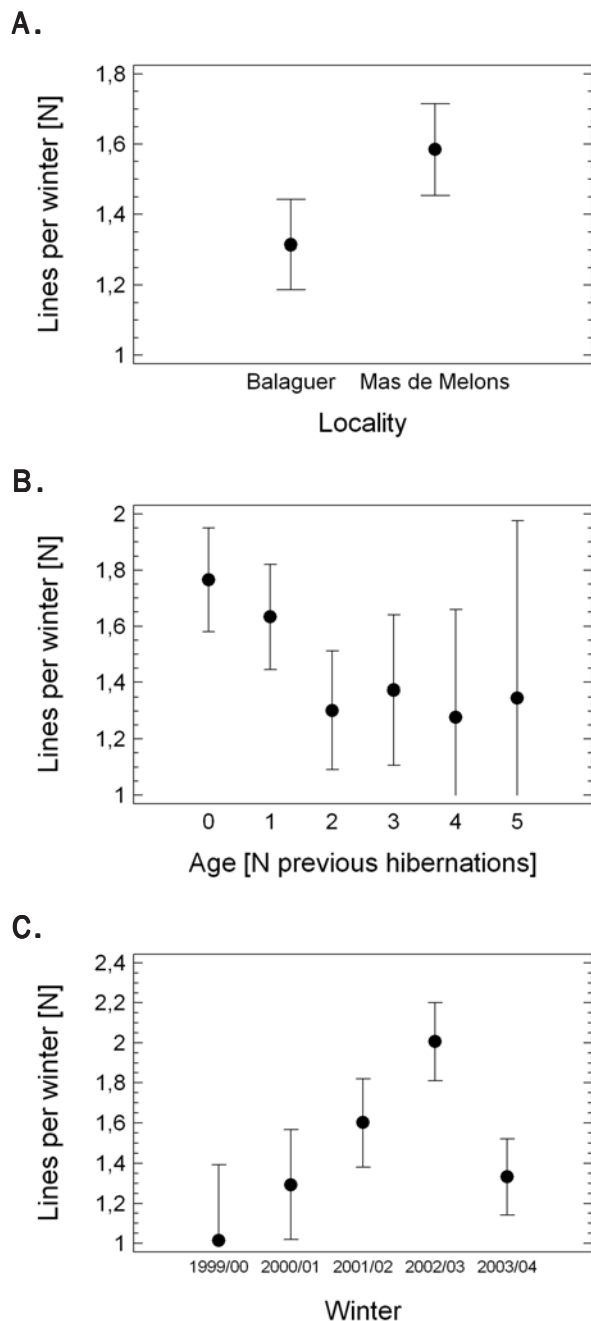 A.
Lines per winter [N]
1,8
1,6
1,4
1,2
1
Balaguer Mas de Melons
Locality
B.
Lines per winter [N]
2
1,8
1,6
1,4
1,2
1
0 1 2 3 4 5
Age [N previous hibernations]
C.
Lines per winter [N]
2,4
2,2
2
1,8
1,6
1,4
1,2
1
1999/00 2000/01 2001/02 2002/03 2003/04
Winter